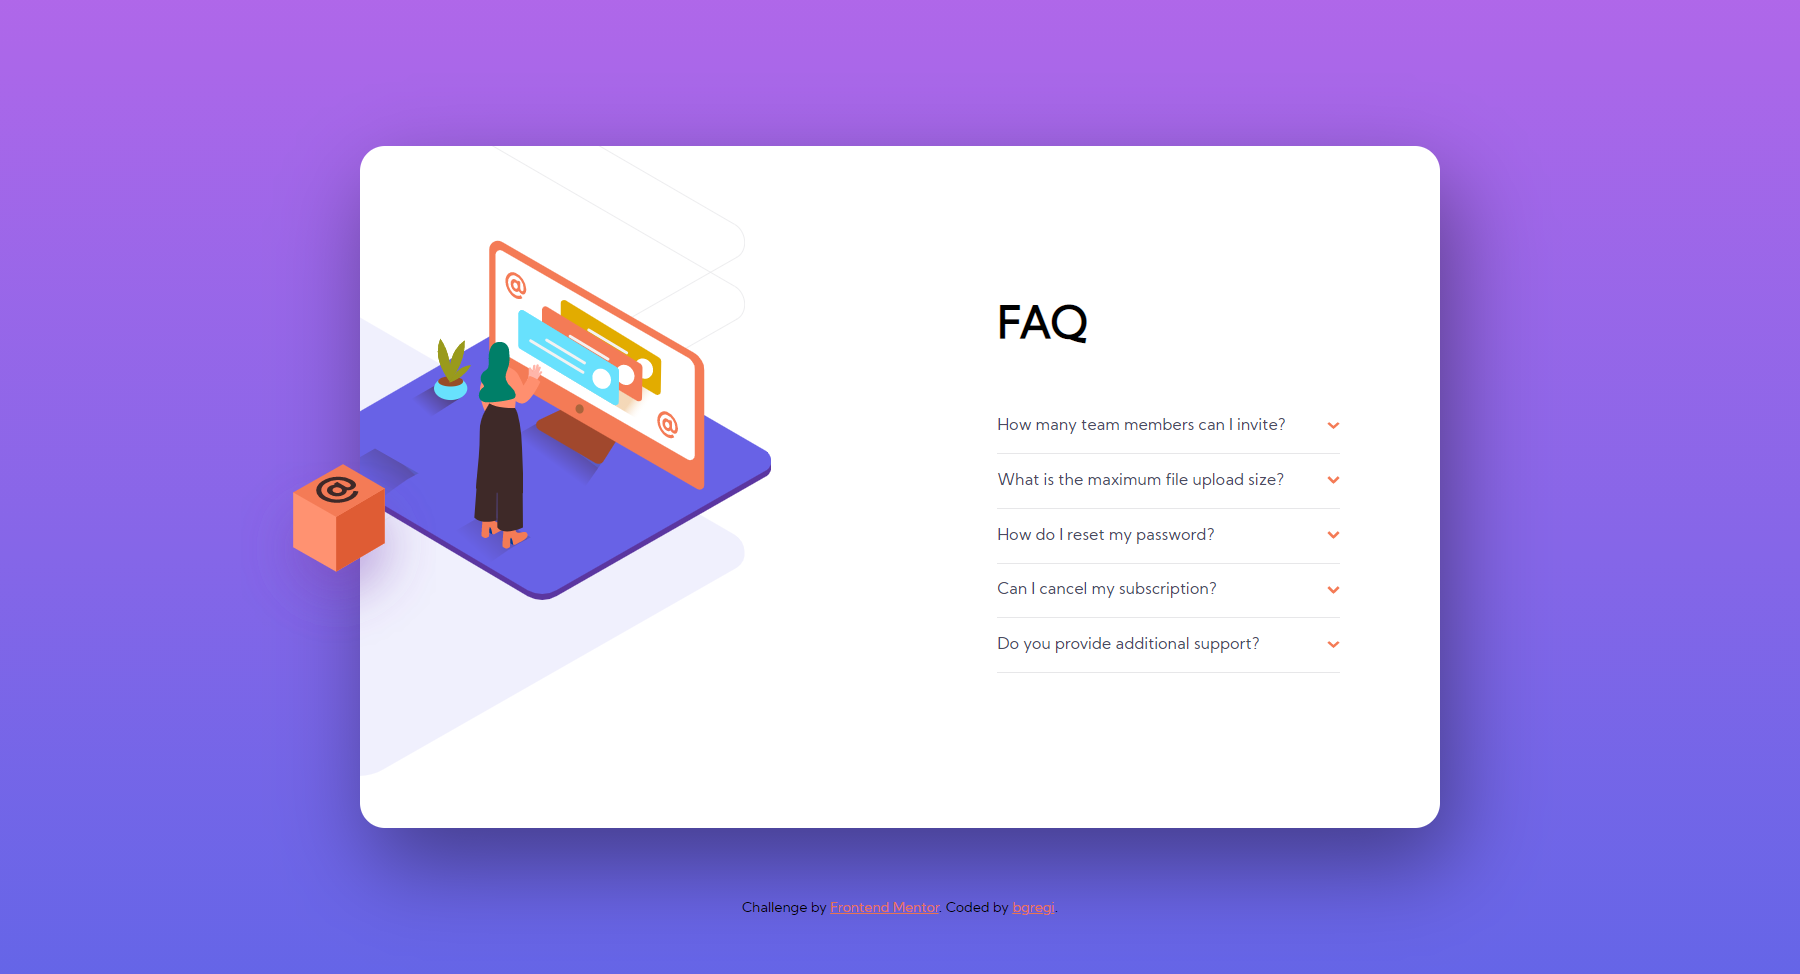 @
@
@
FAQ
How many team members can I invite?
What is the maximum file upload size?
How do I reset my password?
Can I cancel my subscription?
Do you provide additional support?
Challenge by Frontend Mentor. Coded by bgregi.